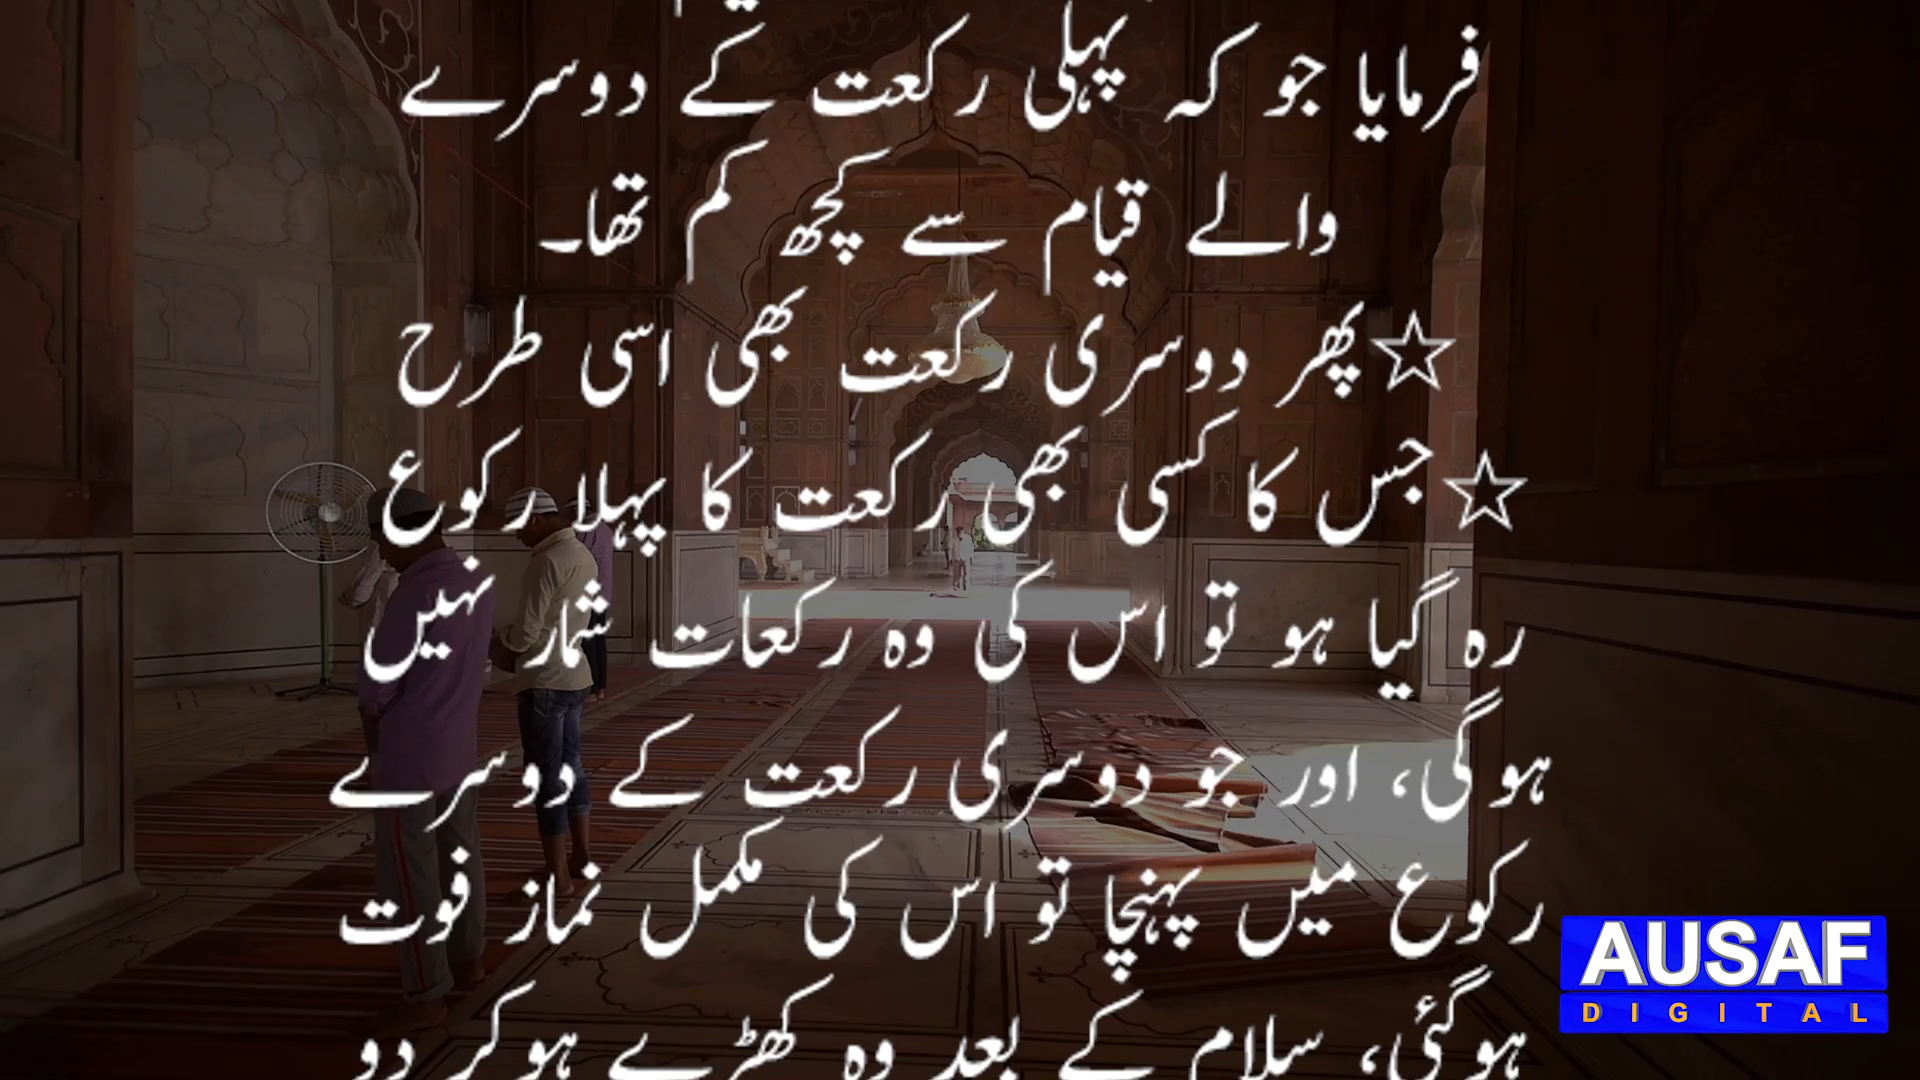 فرمایا جو کہ پہلی رکعت کے دوسرے
والے قیام سے کچھ کم تھا۔
☆پھر دوسری رکعت بھی اسی طرح
☆جس کا کسی بھی رکعت کا پہلا رکوع
رہ گیا ہو تو اس کی وہ رکعات شمار نہیں
ہوگی، اور جو دوسری رکعت کے دوسرے
رکوع میں پہنچا تو اس کی مکمل نماز فوت
ہوگئی، سلام کے بعد وہ کھڑے ہوکر دو
AUSAF
DIGITAL